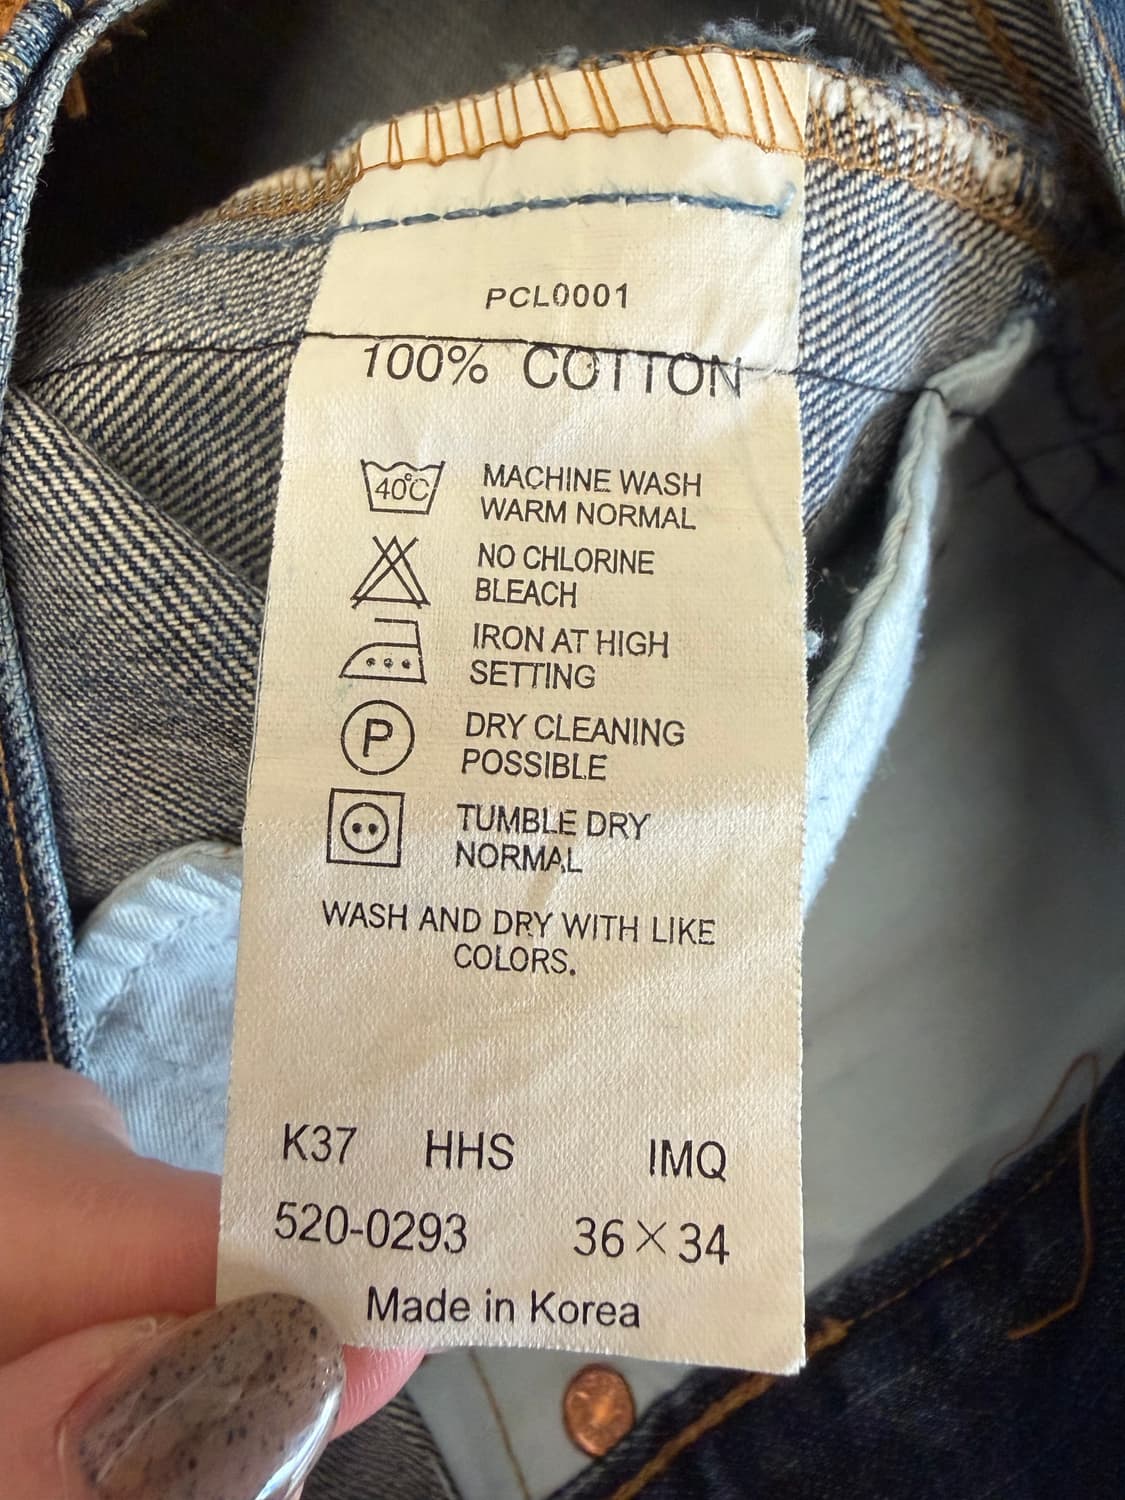 PCL0001
100% COTTON
40°C MACHINE WASH
WARM NORMAL
NO CHLORINE
BLEACH
IRON AT HIGH
SETTING
P DRY CLEANING
POSSIBLE
TUMBLE DRY
NORMAL
WASH AND DRY WITH LIKE
COLORS.
K37 HHS IMQ
520-0293 36×34
Made in Korea